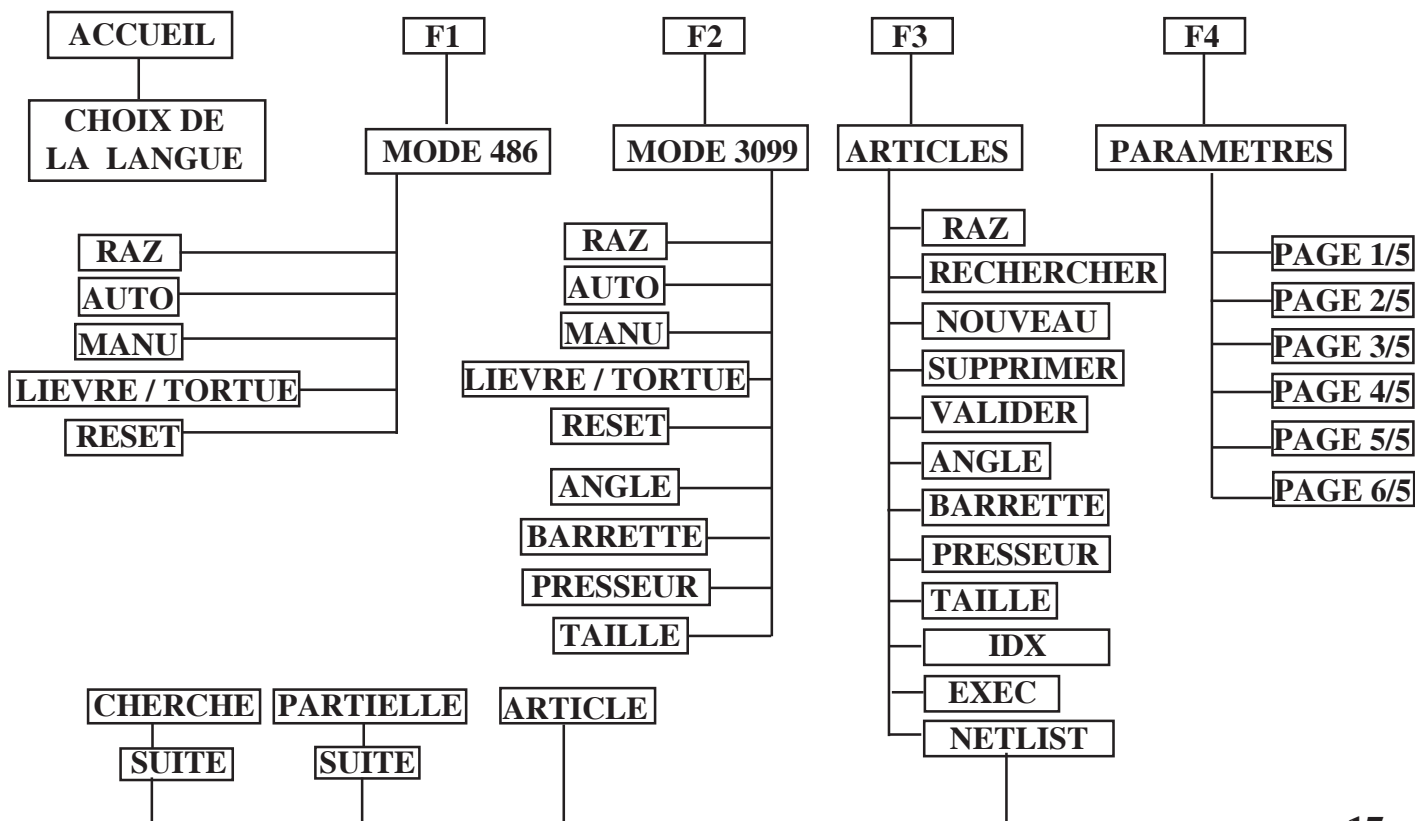 ACCUEIL
CHOIX DE
LA LANGUE
F1
MODE 486
RAZ
AUTO
MANU
LIEVRE / TORTUE
RESET
F2
MODE 3099
RAZ
AUTO
MANU
LIEVRE / TORTUE
RESET
ANGLE
BARRETTE
PRESSEUR
TAILLE
F3
ARTICLES
RAZ
RECHERCHER
NOUVEAU
SUPPRIMER
VALIDER
ANGLE
BARRETTE
PRESSEUR
TAILLE
IDX
EXEC
NETLIST
F4
PARAMETRES
PAGE 1/5
PAGE 2/5
PAGE 3/5
PAGE 4/5
PAGE 5/5
PAGE 6/5
CHERCHE
SUITE
PARTIELLE
SUITE
ARTICLE